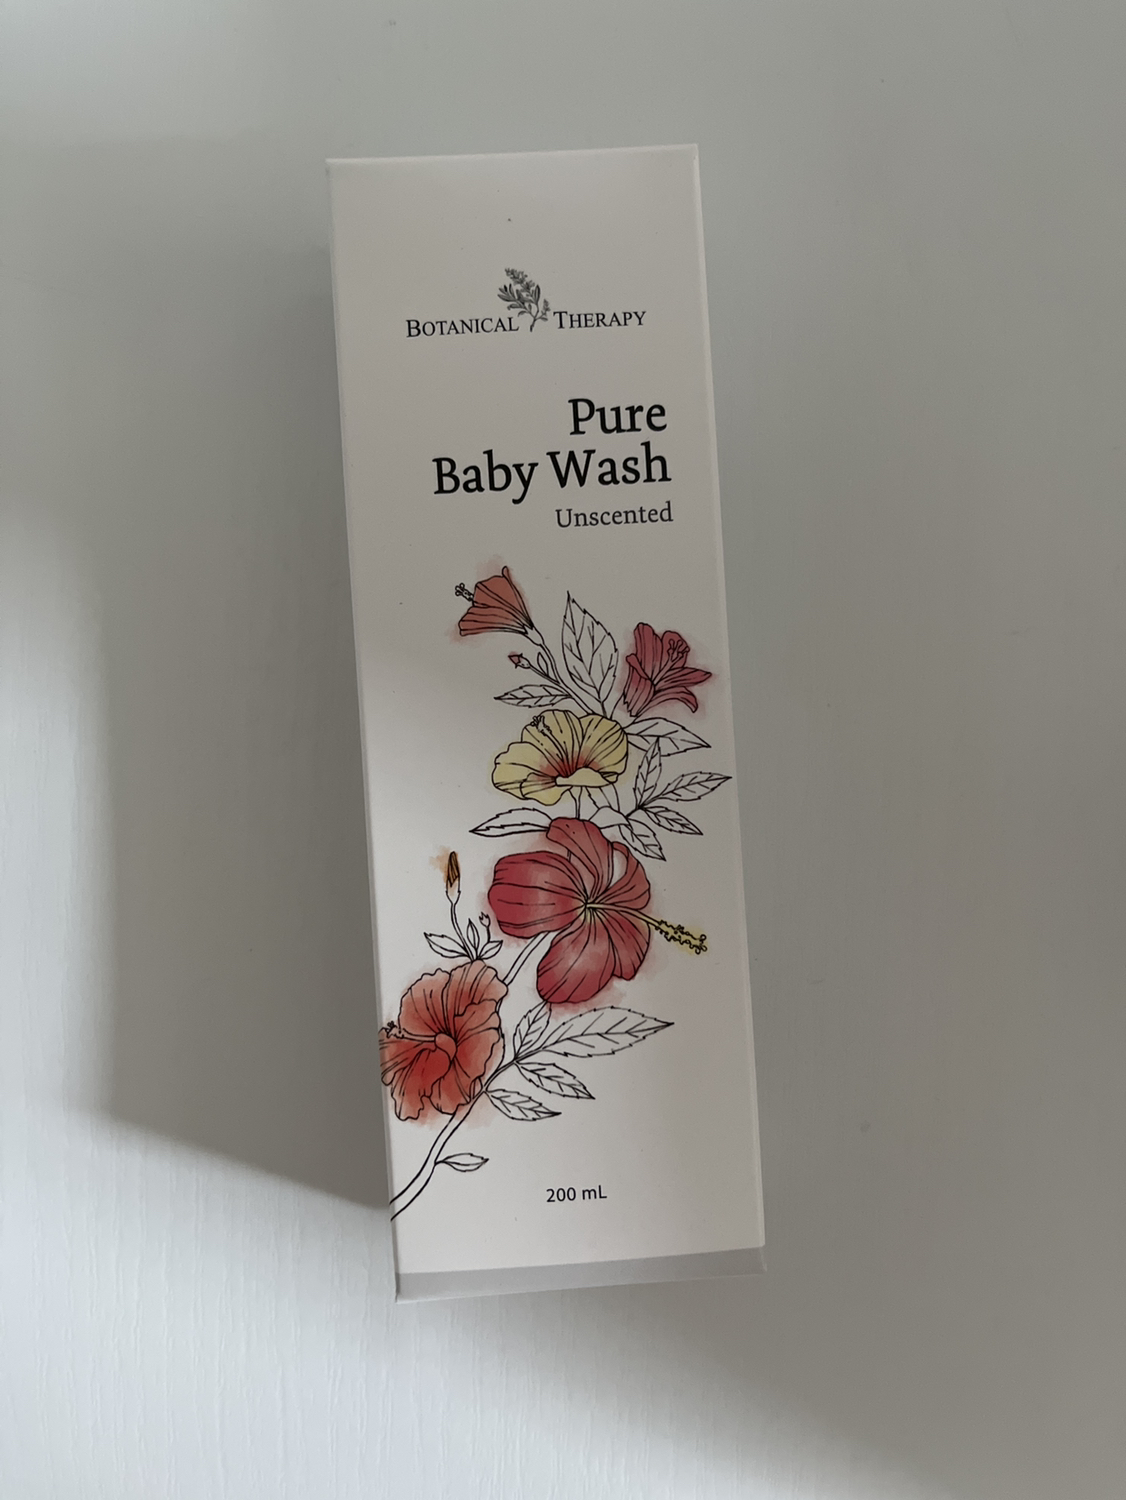 BOTANICAL THERAPY
Pure
Baby Wash
Unscented
200 mL